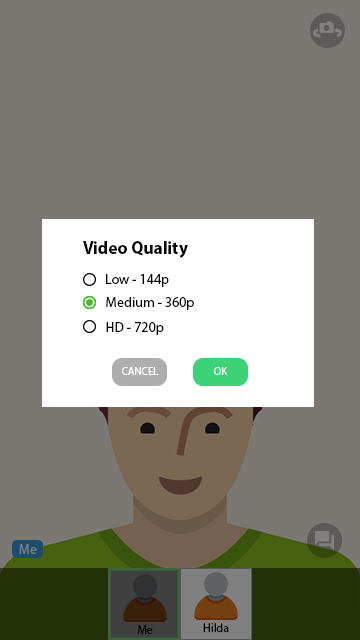 Video Quality
Low - 144p
Medium - 360p
HD - 720p
CANCEL OK
Me
Me Hilda